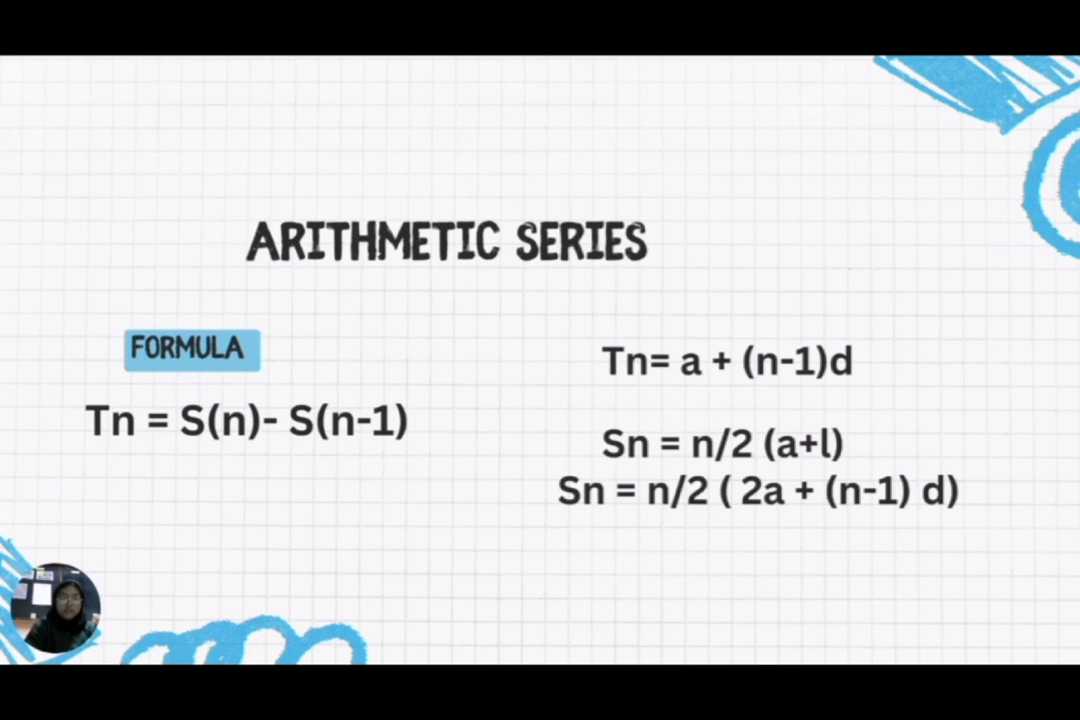 ARITHMETIC SERIES
FORMULA
Tn = S(n)- S(n-1)
Tn= a + (n-1)d
Sn = n/2 (a+l)
Sn = n/2 ( 2a + (n-1) d)